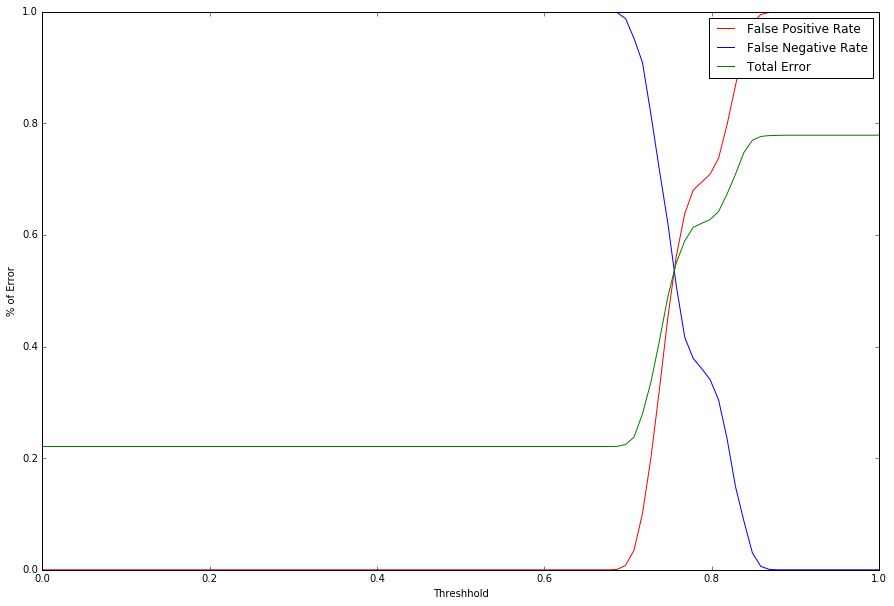 1.0
0.8
0.6
0.4
0.2
0.0
% of Error
0.0 0.2 0.4 0.6 0.8 1.0
Threshhold
False Positive Rate
False Negative Rate
Total Error